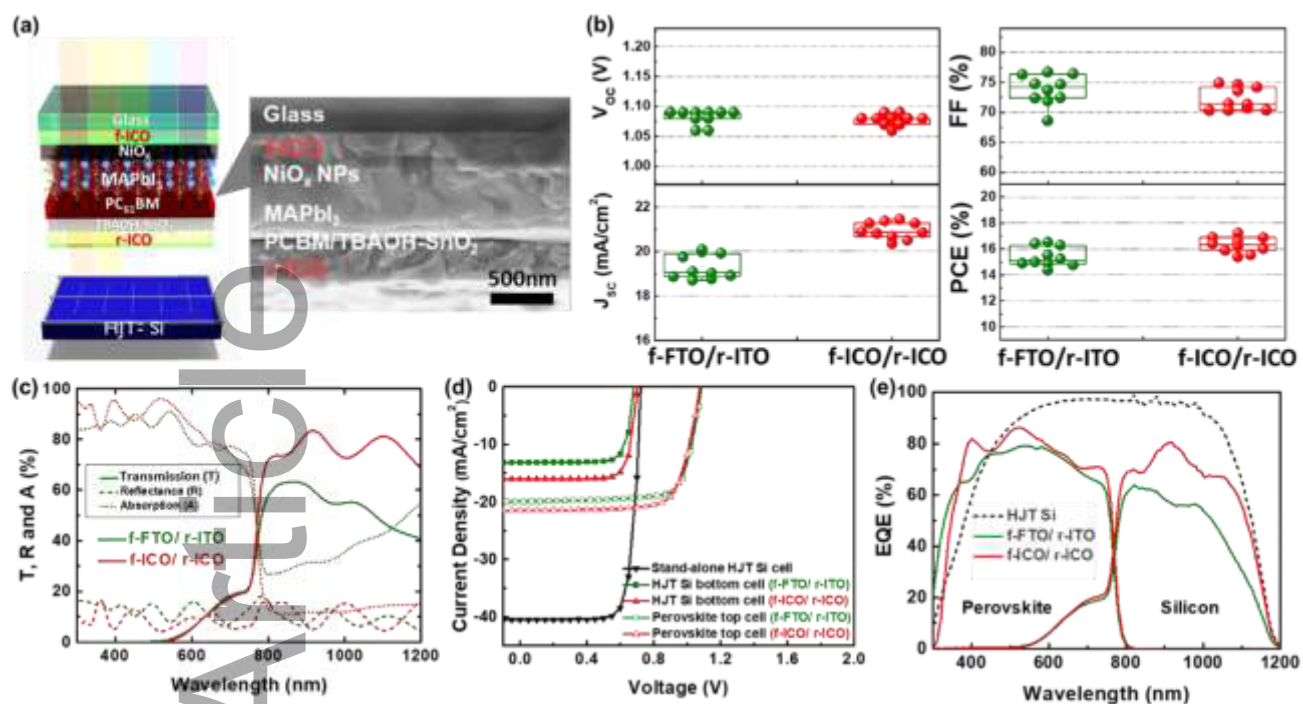 (a)
Glass
f-ICO
NiOₓ
MAPbI₃
PC₆₁BM
r-ICO
HJT- Si
Glass
NiOₓ NPs
MAPbI₃
PCBM/TBAOH-SnO₂
500nm
(b)
1.20
1.15
1.10
1.05
1.00
V_OC (V)
80
75
70
65
60
FF (%)
22
20
18
16
J_SC (mA/cm²)
18
16
14
12
10
PCE (%)
f-FTO/r-ITO
f-ICO/r-ICO
f-FTO/r-ITO
f-ICO/r-ICO
(c)
100
80
60
40
20
0
T, R and A (%)
Transmission (T)
Reflectance (R)
Absorption (A)
f-FTO/ r-ITO
f-ICO/ r-ICO
400 600 800 1000 1200
Wavelength (nm)
(d)
0
-10
-20
-30
-40
Current Density (mA/cm²)
Stand-alone HJT Si cell
HJT Si bottom cell (f-FTO/ r-ITO)
HJT Si bottom cell (f-ICO/ r-ICO)
Perovskite top cell (f-FTO/ r-ITO)
Perovskite top cell (f-ICO/ r-ICO)
0.0 0.4 0.8 1.2 1.6 2.0
Voltage (V)
(e)
100
80
60
40
20
0
EQE (%)
HJT Si
f-FTO/ r-ITO
f-ICO/ r-ICO
Perovskite
Silicon
400 600 800 1000 1200
Wavelength (nm)
Article